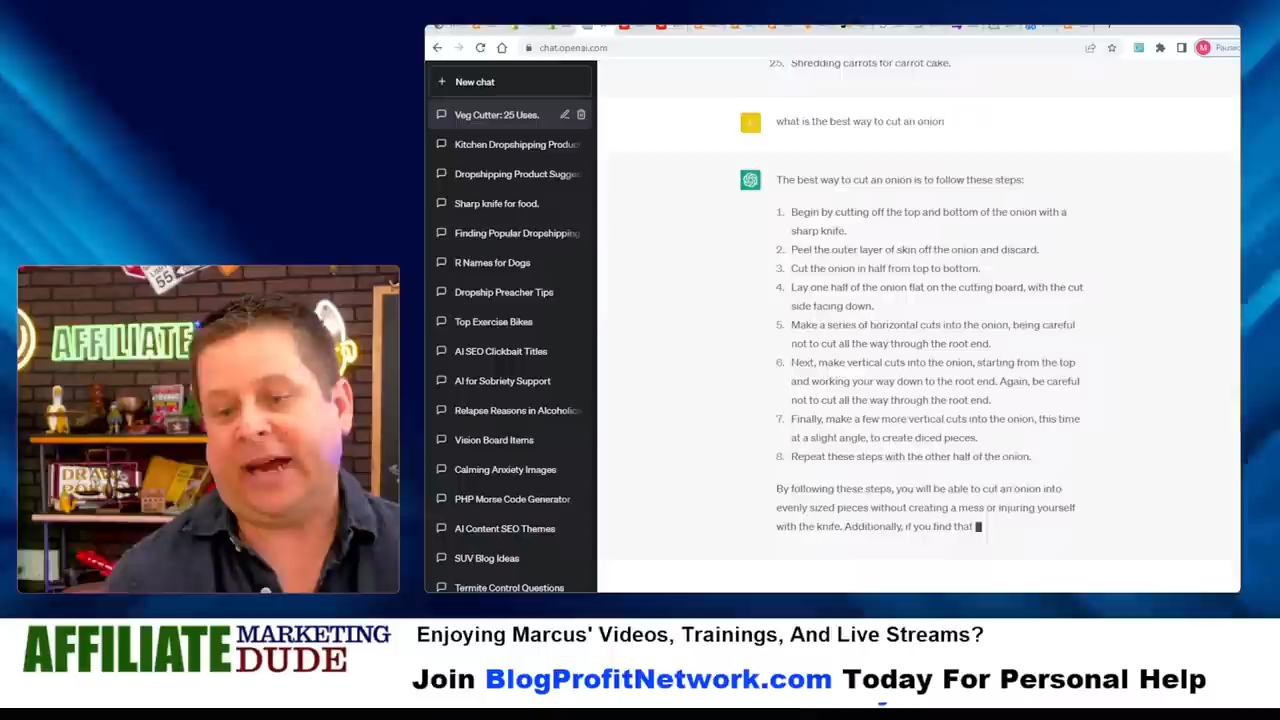 chat.openai.com
M Paused
+ New chat
Veg Cutter: 25 Uses.
Kitchen Dropshipping Produc
Dropshipping Product Sugge
Sharp knife for food.
Finding Popular Dropshipping
R Names for Dogs
Dropship Preacher Tips
Top Exercise Bikes
AI SEO Clickbait Titles
AI for Sobriety Support
Relapse Reasons in Alcoholics
Vision Board Items
Calming Anxiety Images
PHP Morse Code Generator
AI Content SEO Themes
SUV Blog Ideas
Termite Control Questions
25. Shredding carrots for carrot cake.
what is the best way to cut an onion
The best way to cut an onion is to follow these steps:
1. Begin by cutting off the top and bottom of the onion with a
sharp knife.
2. Peel the outer layer of skin off the onion and discard.
3. Cut the onion in half from top to bottom.
4. Lay one half of the onion flat on the cutting board, with the cut
side facing down.
5. Make a series of horizontal cuts into the onion, being careful
not to cut all the way through the root end.
6. Next, make vertical cuts into the onion, starting from the top
and working your way down to the root end. Again, be careful
not to cut all the way through the root end.
7. Finally, make a few more vertical cuts into the onion, this time
at a slight angle, to create diced pieces.
8. Repeat these steps with the other half of the onion.
By following these steps, you will be able to cut an onion into
evenly sized pieces without creating a mess or injuring yourself
with the knife. Additionally, if you find that
55
AFFILIATE
DRAW
AFFILIATE MARKETING
DUDE
Enjoying Marcus' Videos, Trainings, And Live Streams?
Join BlogProfitNetwork.com Today For Personal Help